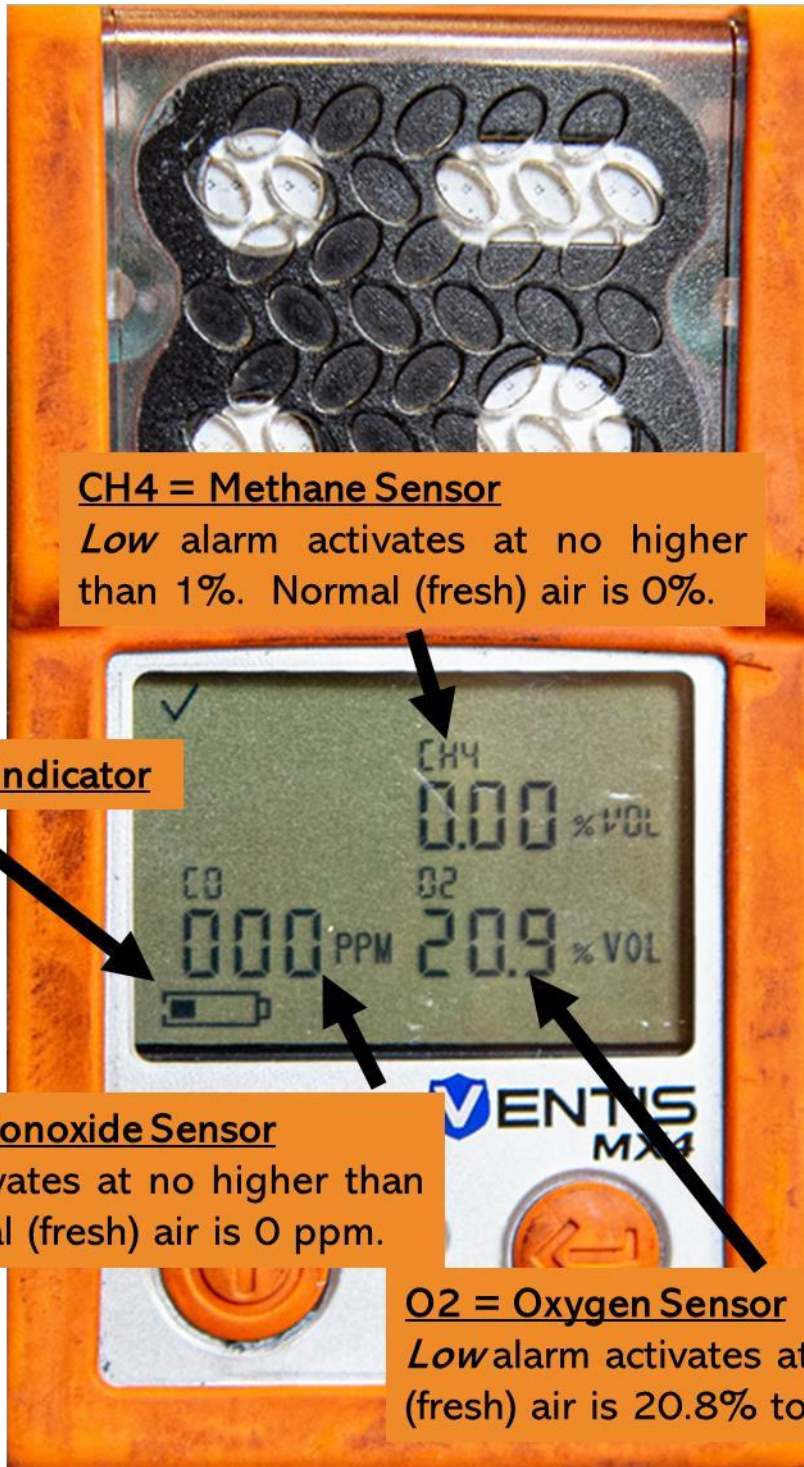 CH4 = Methane Sensor
Low alarm activates at no higher
than 1%. Normal (fresh) air is 0%.
ndicator
CH4
0.00 % VOL
CO
O2
000 PPM
20.9 % VOL
VENTIS
MX4
onoxide Sensor
vates at no higher than
al (fresh) air is 0 ppm.
O2 = Oxygen Sensor
Low alarm activates at
(fresh) air is 20.8% to